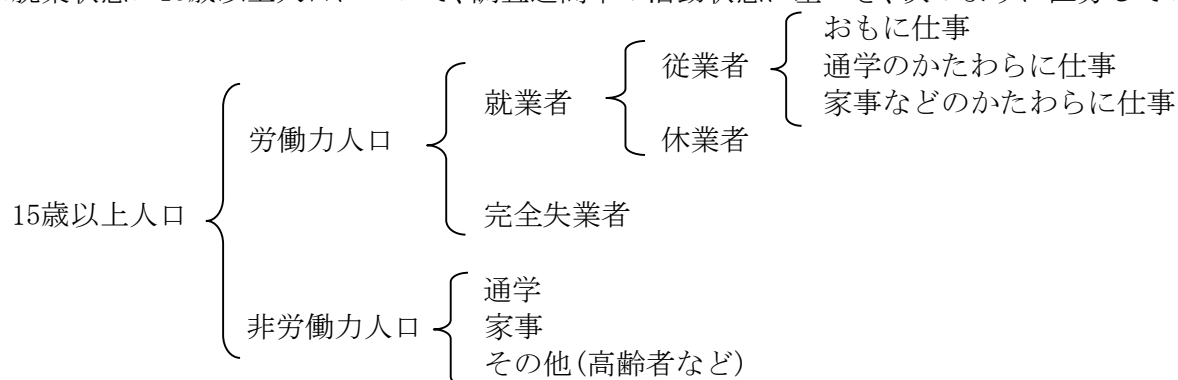 おもに仕事
従業者
通学のかたわらに仕事
就業者
家事などのかたわらに仕事
労働力人口
休業者
15歳以上人口
完全失業者
通学
非労働力人口
家事
その他(高齢者など)